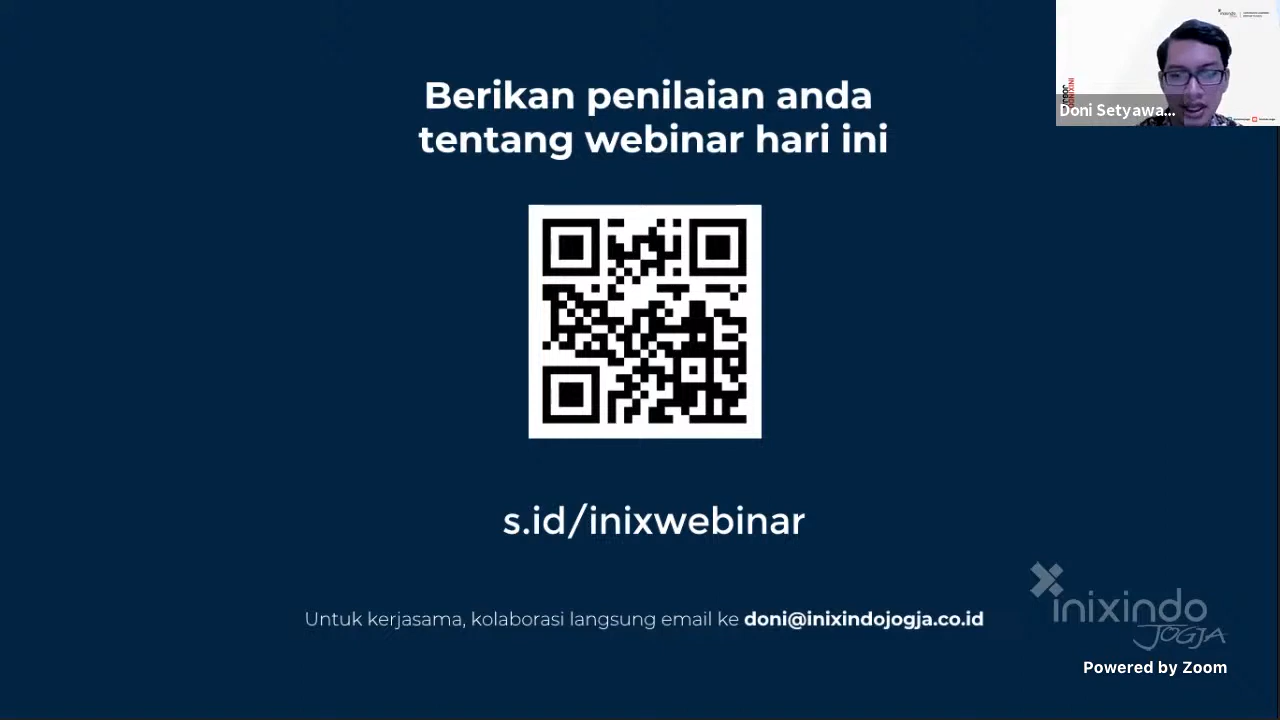 Berikan penilaian anda
tentang webinar hari ini
Doni Setyawa...
s.id/inixwebinar
Untuk kerjasama, kolaborasi langsung email ke doni@inixindojogja.co.id
inixindo
JOGJA
Powered by Zoom